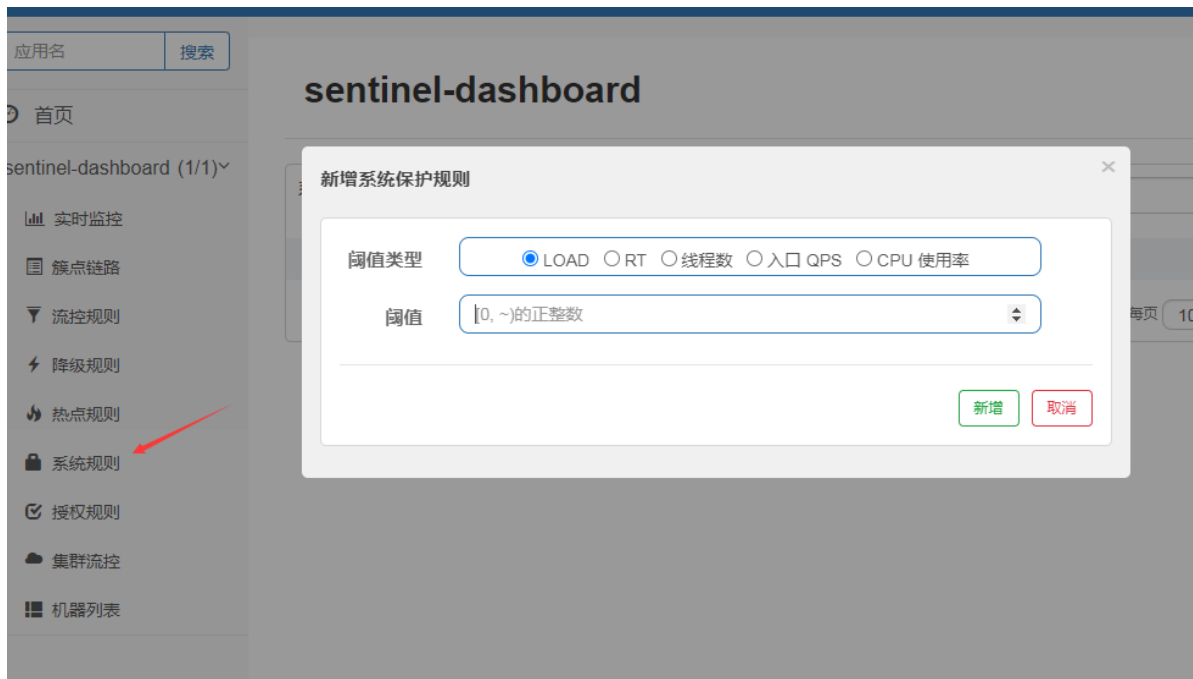 应用名
搜索
首页
sentinel-dashboard (1/1)
实时监控
簇点链路
流控规则
降级规则
热点规则
系统规则
授权规则
集群流控
机器列表
sentinel-dashboard
新增系统保护规则
×
阈值类型 LOAD RT 线程数 入口 QPS CPU 使用率
阈值 [0, ~)的正整数
新增 取消
每页 10